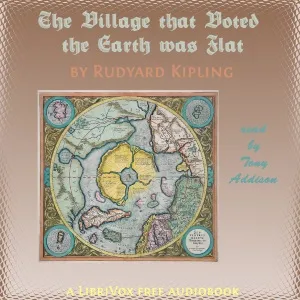 The Village that Voted
the Earth was Flat
by Rudyard Kipling
read
by
Tony
Addison
a LibriVox free audiobook